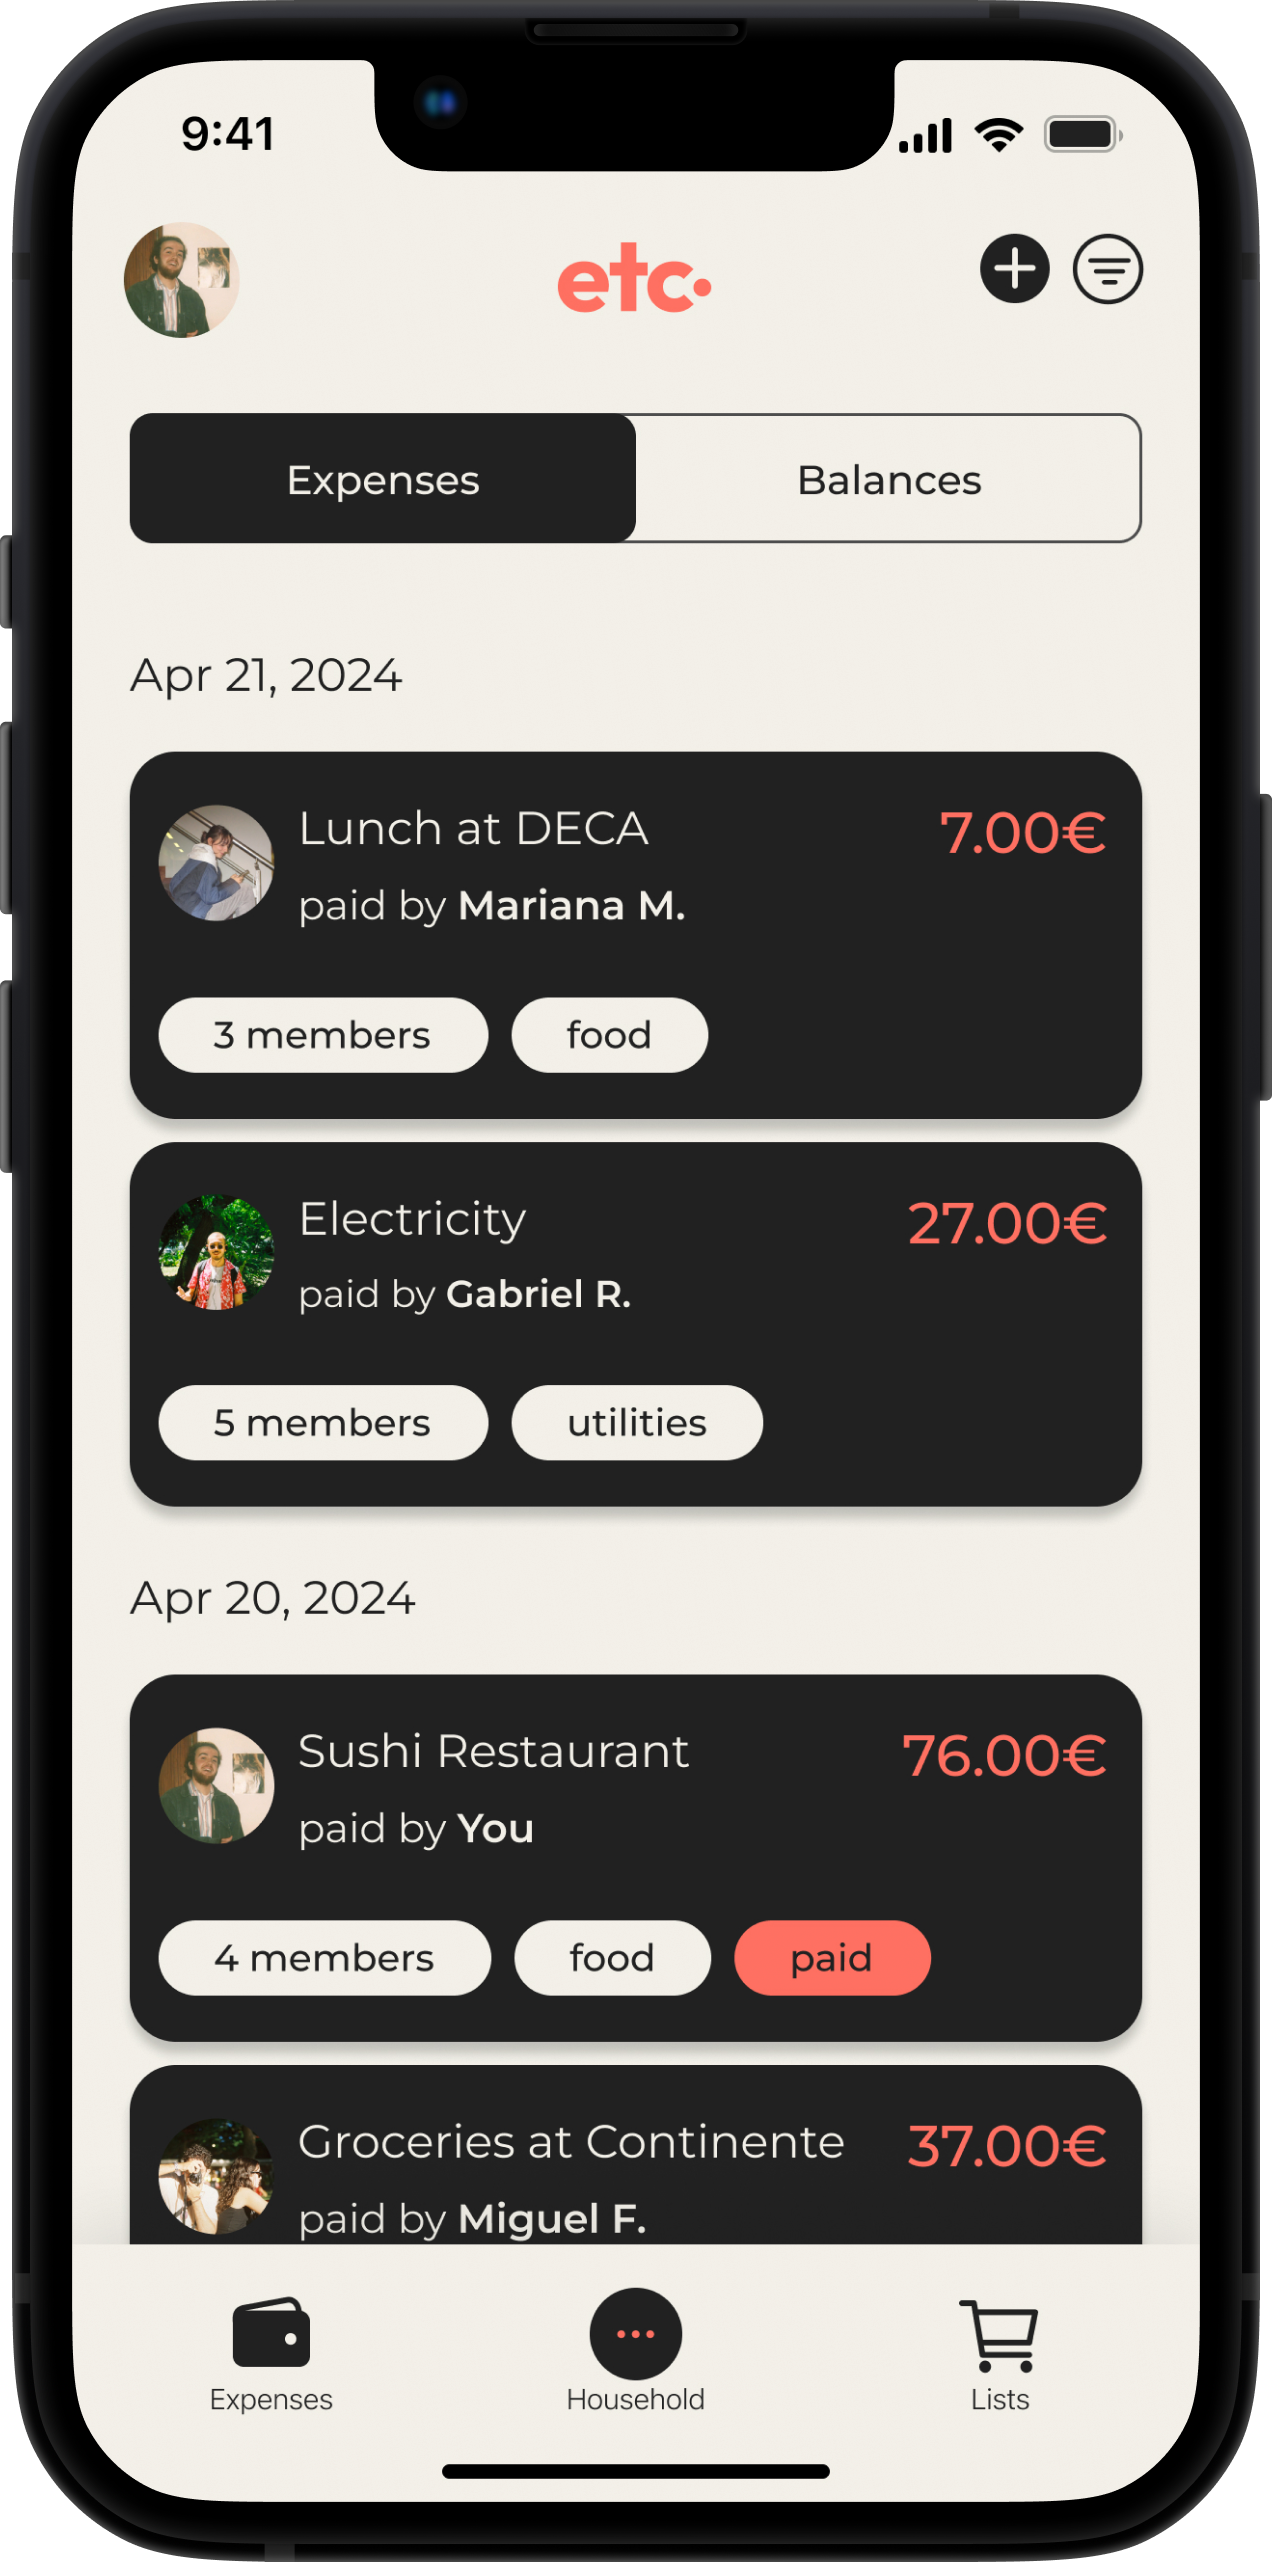 9:41
etc.
Expenses
Balances
Apr 21, 2024
Lunch at DECA
7.00€
paid by Mariana M.
3 members
food
Electricity
27.00€
paid by Gabriel R.
5 members
utilities
Apr 20, 2024
Sushi Restaurant
76.00€
paid by You
4 members
food
paid
Groceries at Continente
37.00€
paid by Miguel F.
Expenses
Household
Lists